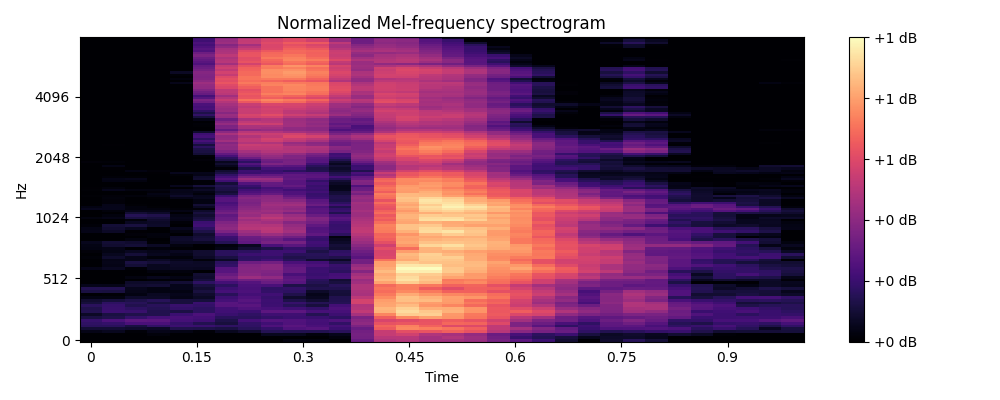 Normalized Mel-frequency spectrogram
+1 dB
4096
+1 dB
2048
+1 dB
Hz
1024
+0 dB
512
+0 dB
0
+0 dB
0 0.15 0.3 0.45 0.6 0.75 0.9
Time